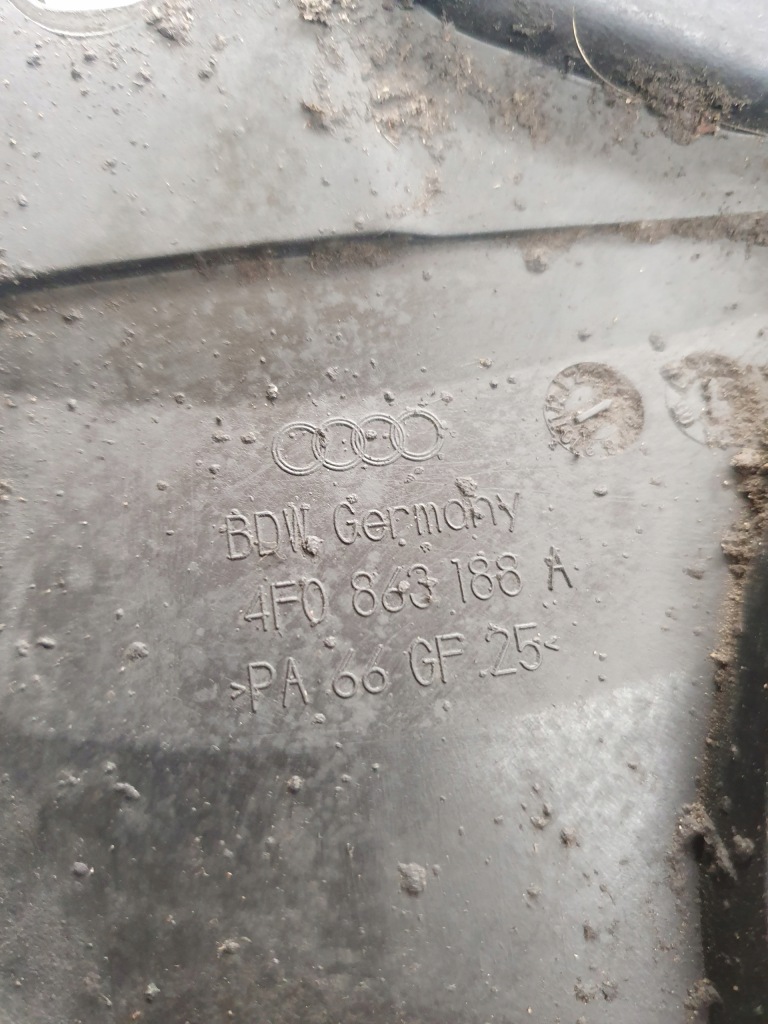 BDW Germany
4F0 863 188 A
>PA 66 GF 25<